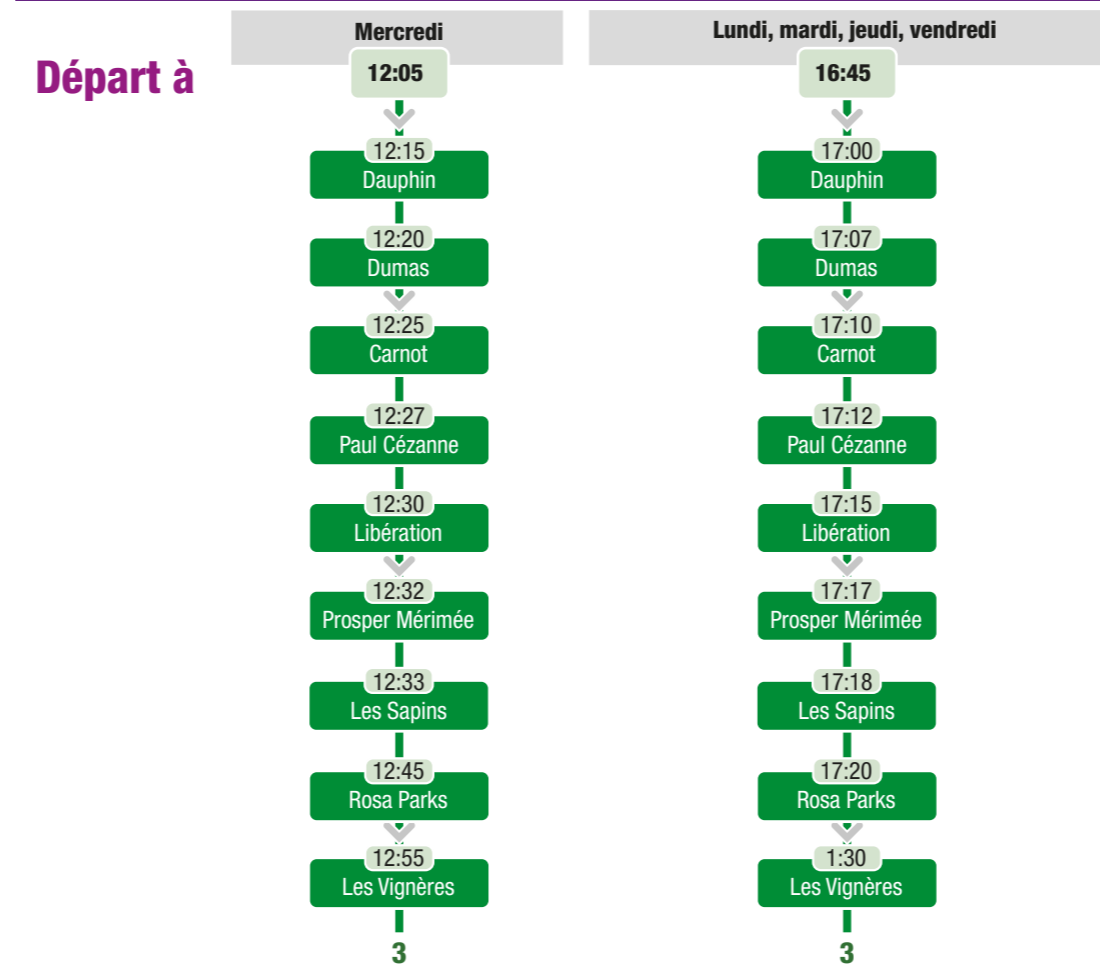 Départ à
Mercredi
12:05
12:15
Dauphin
12:20
Dumas
12:25
Carnot
12:27
Paul Cézanne
12:30
Libération
12:32
Prosper Mérimée
12:33
Les Sapins
12:45
Rosa Parks
12:55
Les Vignères
3
Lundi, mardi, jeudi, vendredi
16:45
17:00
Dauphin
17:07
Dumas
17:10
Carnot
17:12
Paul Cézanne
17:15
Libération
17:17
Prosper Mérimée
17:18
Les Sapins
17:20
Rosa Parks
1:30
Les Vignères
3